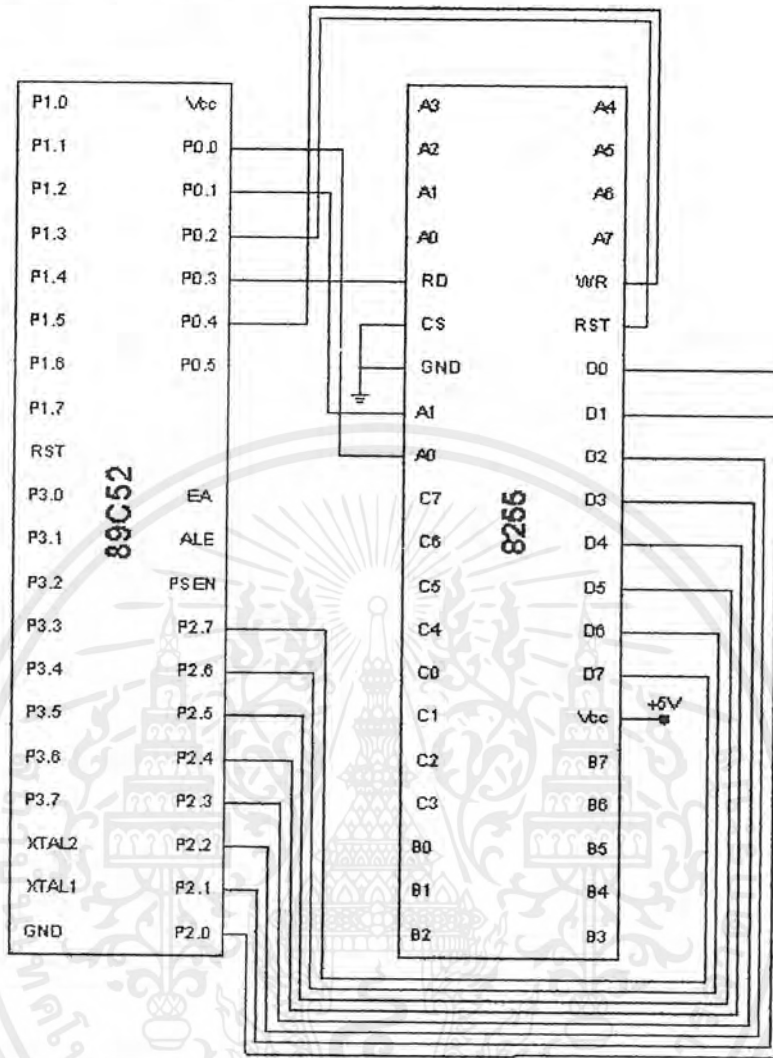 P1.0 Vcc
P1.1 P0.0
P1.2 P0.1
P1.3 P0.2
P1.4 P0.3
P1.5 P0.4
P1.6 P0.5
P1.7
RST
P3.0 EA
P3.1 ALE
P3.2 PSEN
P3.3 P2.7
P3.4 P2.6
P3.5 P2.5
P3.6 P2.4
P3.7 P2.3
XTAL2 P2.2
XTAL1 P2.1
GND P2.0
89C52
A3 A4
A2 A5
A1 A6
A0 A7
RD WR
CS RST
GND D0
A1 D1
A0 D2
C7 D3
C6 D4
C5 D5
C4 D6
C0 D7
C1 Vcc +5V
C2 B7
C3 B6
B0 B5
B1 B4
B2 B3
8255